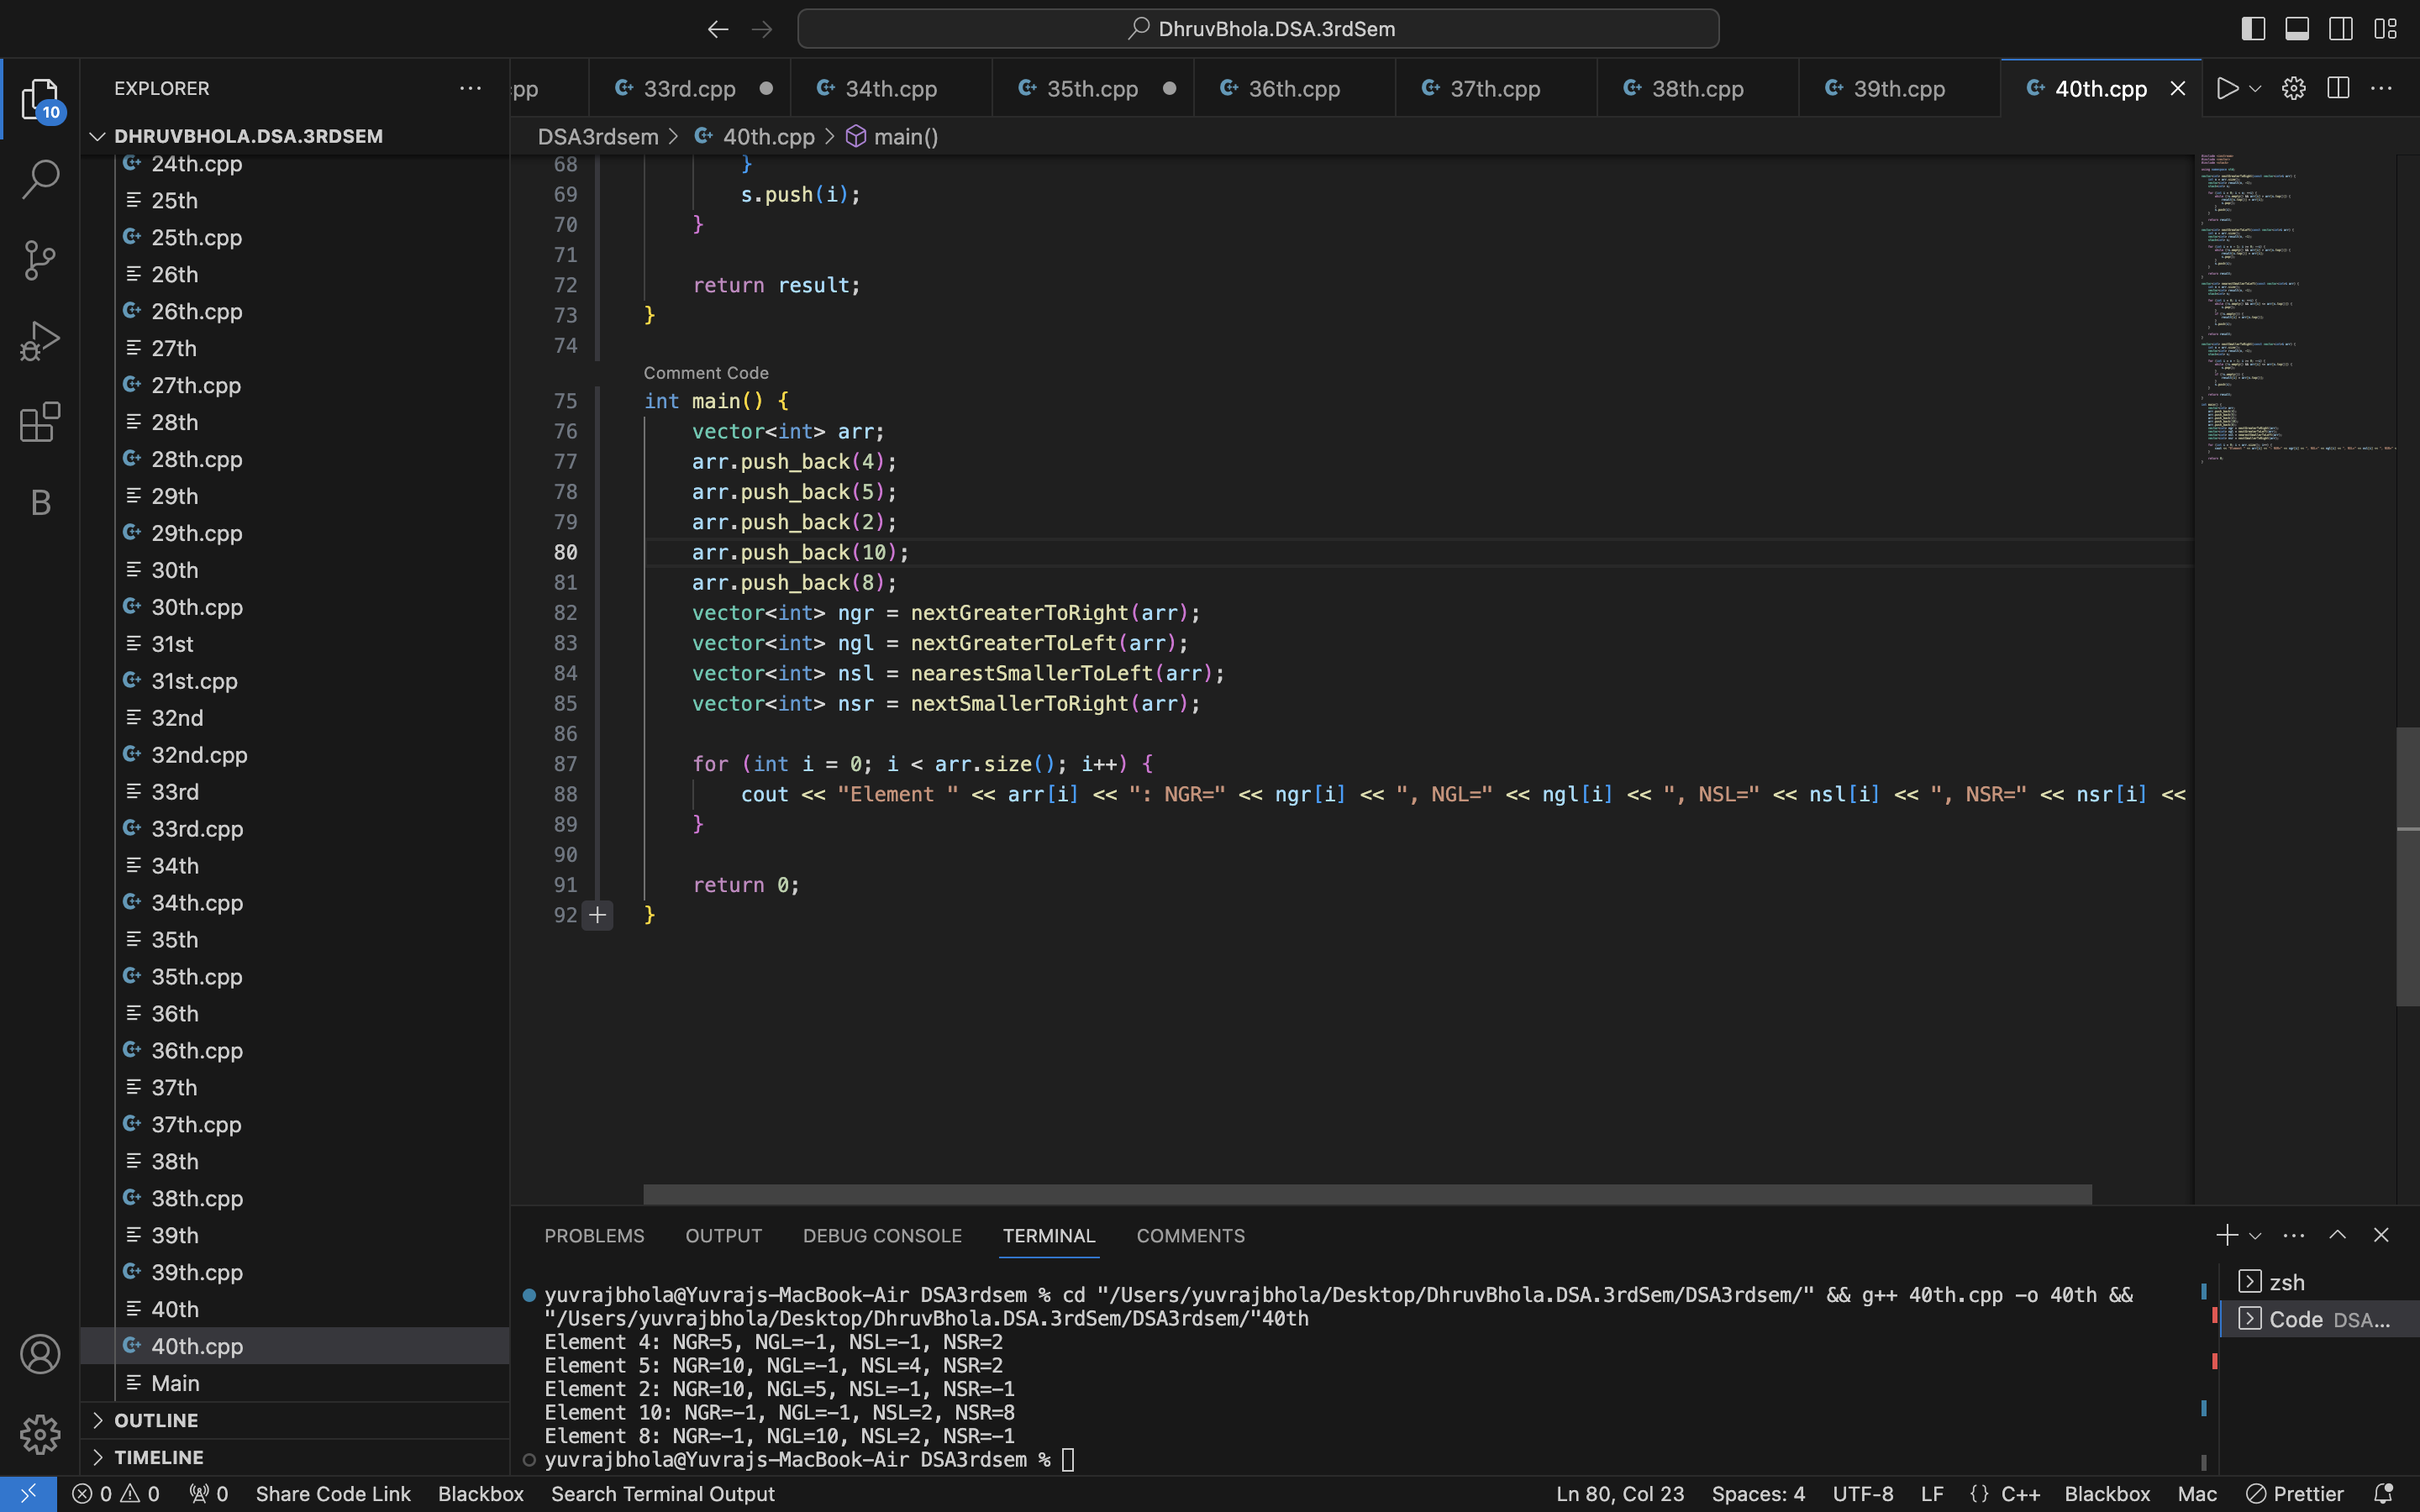 DhruvBhola.DSA.3rdSem
10
B
EXPLORER
DHRUVBHOLA.DSA.3RDSEM
24th.cpp
25th
25th.cpp
26th
26th.cpp
27th
27th.cpp
28th
28th.cpp
29th
29th.cpp
30th
30th.cpp
31st
31st.cpp
32nd
32nd.cpp
33rd
33rd.cpp
34th
34th.cpp
35th
35th.cpp
36th
36th.cpp
37th
37th.cpp
38th
38th.cpp
39th
39th.cpp
40th
40th.cpp
Main
OUTLINE
TIMELINE
:pp 33rd.cpp 34th.cpp 35th.cpp 36th.cpp 37th.cpp 38th.cpp 39th.cpp 40th.cpp
DSA3rdsem > 40th.cpp > main()
68 }
69 s.push(i);
70 }
71
72 return result;
73 }
74
Comment Code
75 int main() {
76 vector<int> arr;
77 arr.push_back(4);
78 arr.push_back(5);
79 arr.push_back(2);
80 arr.push_back(10);
81 arr.push_back(8);
82 vector<int> ngr = nextGreaterToRight(arr);
83 vector<int> ngl = nextGreaterToLeft(arr);
84 vector<int> nsl = nearestSmallerToLeft(arr);
85 vector<int> nsr = nextSmallerToRight(arr);
86
87 for (int i = 0; i < arr.size(); i++) {
88 cout << "Element " << arr[i] << ": NGR=" << ngr[i] << ", NGL=" << ngl[i] << ", NSL=" << nsl[i] << ", NSR=" << nsr[i] <<
89 }
90
91 return 0;
92 }
PROBLEMS OUTPUT DEBUG CONSOLE TERMINAL COMMENTS
yuvrajbhola@Yuvrajs-MacBook-Air DSA3rdsem % cd "/Users/yuvrajbhola/Desktop/DhruvBhola.DSA.3rdSem/DSA3rdsem/" && g++ 40th.cpp -o 40th &&
"/Users/yuvrajbhola/Desktop/DhruvBhola.DSA.3rdSem/DSA3rdsem/"40th
Element 4: NGR=5, NGL=-1, NSL=-1, NSR=2
Element 5: NGR=10, NGL=-1, NSL=4, NSR=2
Element 2: NGR=10, NGL=5, NSL=-1, NSR=-1
Element 10: NGR=-1, NGL=-1, NSL=2, NSR=8
Element 8: NGR=-1, NGL=10, NSL=2, NSR=-1
yuvrajbhola@Yuvrajs-MacBook-Air DSA3rdsem %
zsh
Code DSA...
0 0 0 Share Code Link Blackbox Search Terminal Output Ln 80, Col 23 Spaces: 4 UTF-8 LF {} C++ Blackbox Mac Prettier